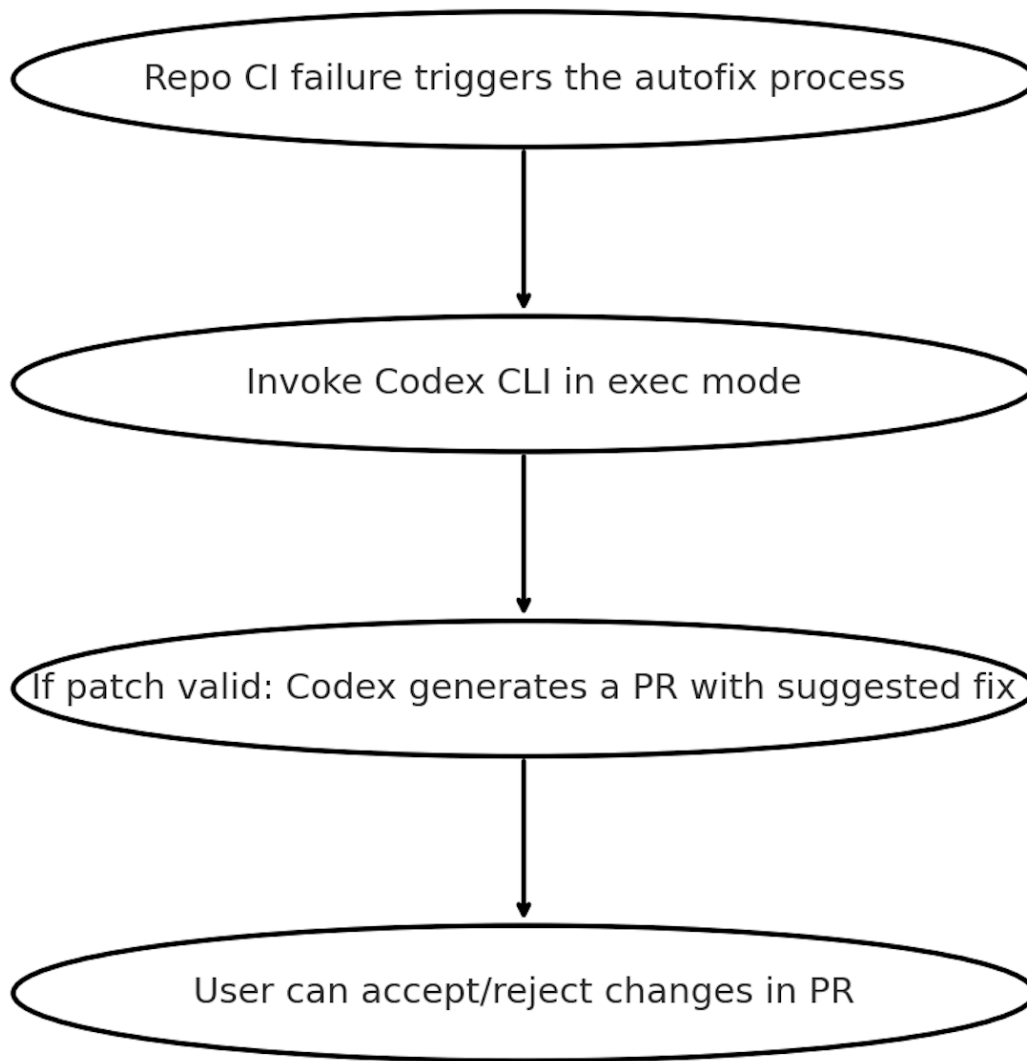 Repo CI failure triggers the autofix process
Invoke Codex CLI in exec mode
If patch valid: Codex generates a PR with suggested fix
User can accept/reject changes in PR